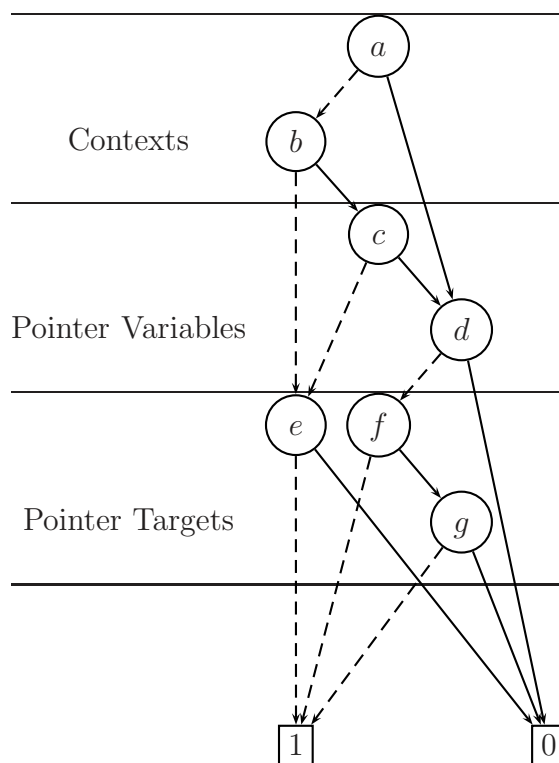 a
Contexts
b
c
Pointer Variables
d
e
f
Pointer Targets
g
1
0